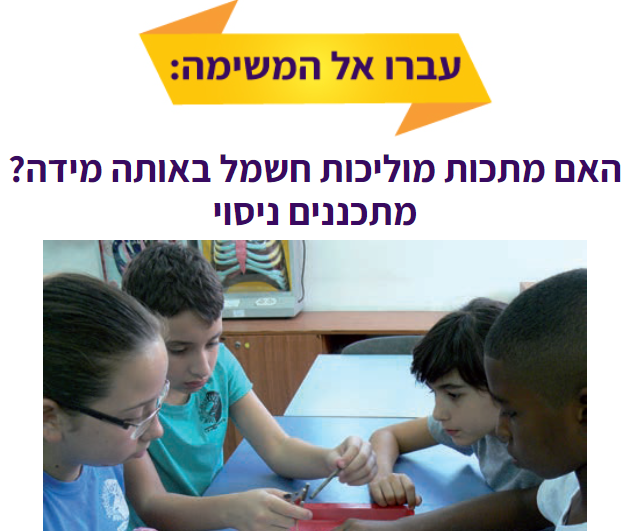 עברו אל המשימה:
האם מתכות מוליכות חשמל באותה מידה?
מתכננים ניסוי